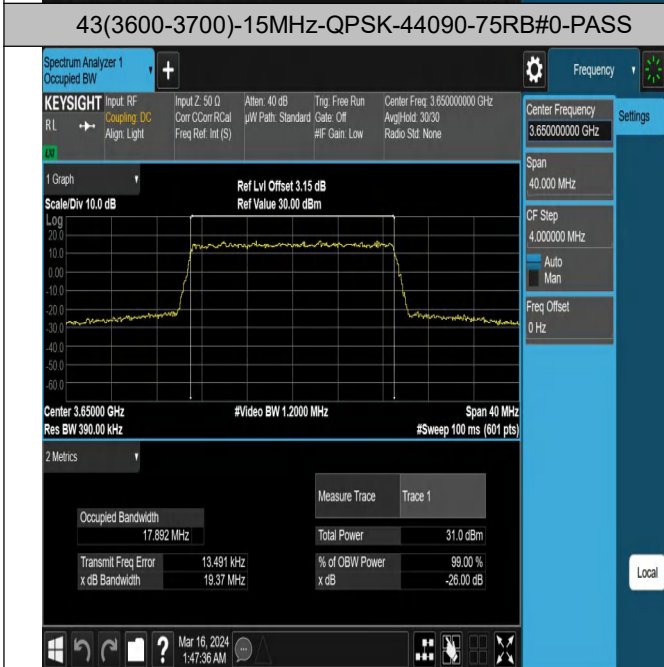 43(3600-3700)-15MHz-QPSK-44090-75RB#0-PASS
Spectrum Analyzer 1
Occupied BW
+
Frequency
KEYSIGHT
RL
Input: RF
Coupling: DC
Align: Light
Input Z: 50 Ω
Corr CCorr RCal
Freq Ref: Int (S)
Atten: 40 dB
µW Path: Standard
Trig: Free Run
Gate: Off
#IF Gain: Low
Center Freq: 3.650000000 GHz
Avg|Hold: 30/30
Radio Std: None
Center Frequency
3.650000000 GHz
Settings
Span
40.000 MHz
CF Step
4.000000 MHz
Auto
Man
Freq Offset
0 Hz
1 Graph
Scale/Div 10.0 dB
Ref Lvl Offset 3.15 dB
Ref Value 30.00 dBm
Log
20.0
10.0
0.00
-10.0
-20.0
-30.0
-40.0
-50.0
-60.0
Center 3.65000 GHz
Res BW 390.00 kHz
#Video BW 1.2000 MHz
Span 40 MHz
#Sweep 100 ms (601 pts)
2 Metrics
Occupied Bandwidth
17.892 MHz
Transmit Freq Error 13.491 kHz
x dB Bandwidth 19.37 MHz
Measure Trace Trace 1
Total Power 31.0 dBm
% of OBW Power 99.00 %
x dB -26.00 dB
Local
?
Mar 16, 2024
1:47:36 AM